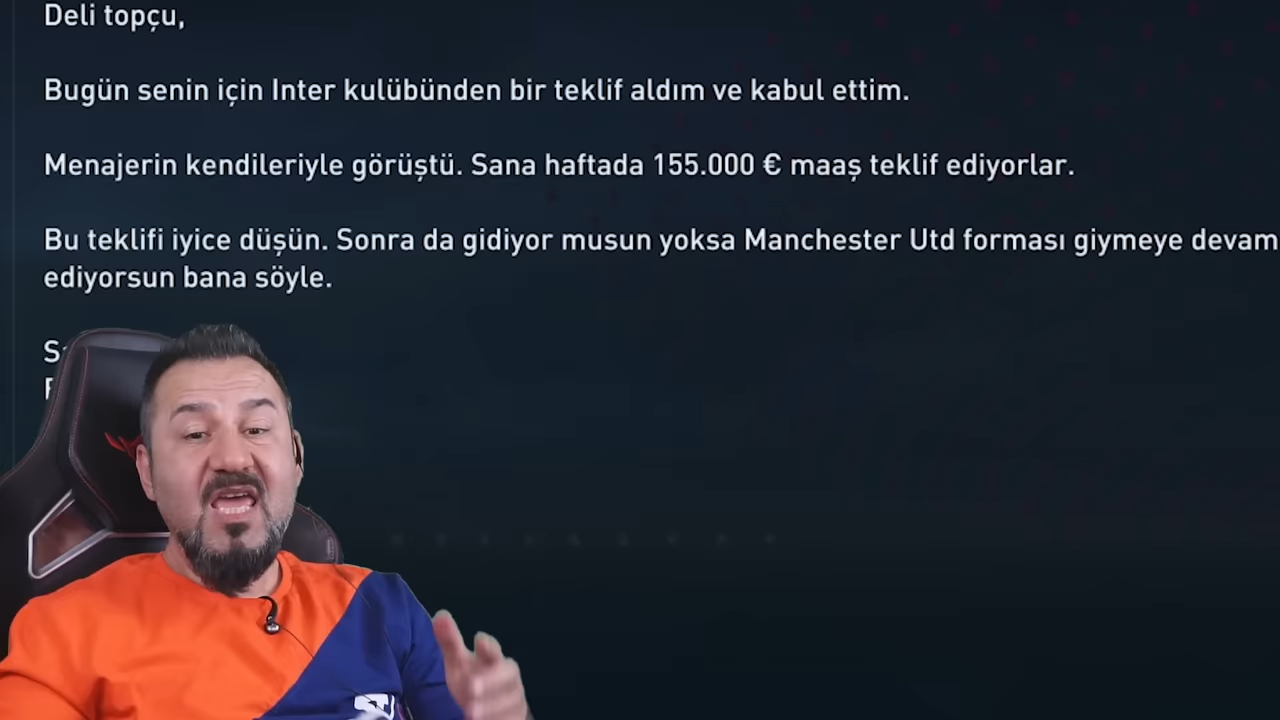 Deli topçu,
Bugün senin için Inter kulübünden bir teklif aldım ve kabul ettim.
Menajerin kendileriyle görüştü. Sana haftada 155.000 € maaş teklif ediyorlar.
Bu teklifi iyice düşün. Sonra da gidiyor musun yoksa Manchester Utd forması giymeye devam
ediyorsun bana söyle.